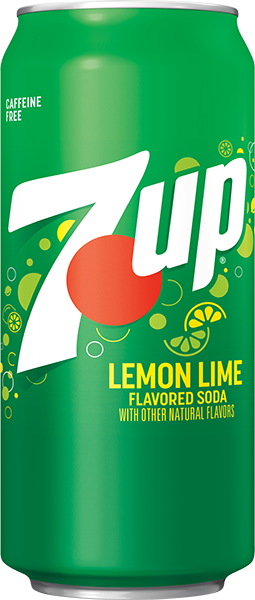 CAFFEINE
FREE
7up
®
LEMON LIME
FLAVORED SODA
WITH OTHER NATURAL FLAVORS